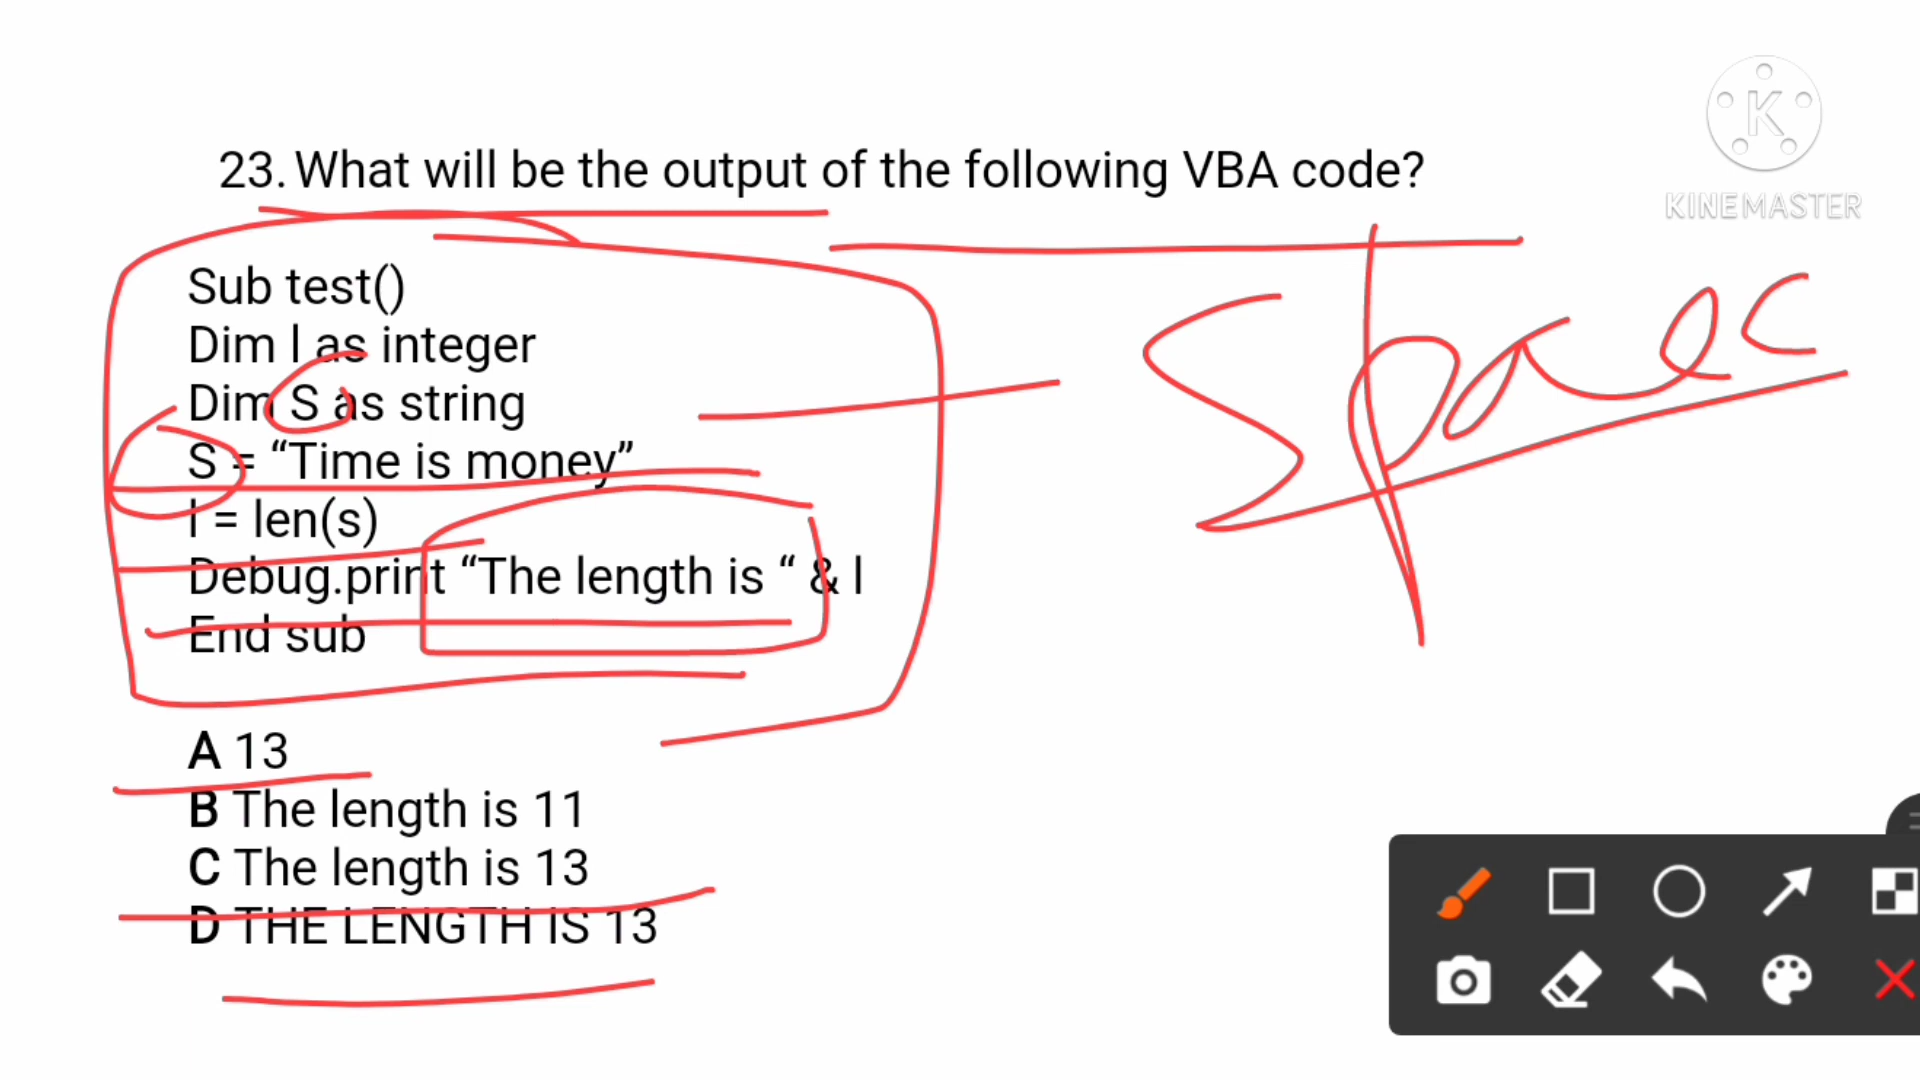 23. What will be the output of the following VBA code?
K
KINEMASTER
Sub test()
Dim l as integer
Dim S as string
S = “Time is money”
l = len(s)
Debug.print “The length is “ & l
End sub
Spaces
A 13
B The length is 11
C The length is 13
D THE LENGTH IS 13